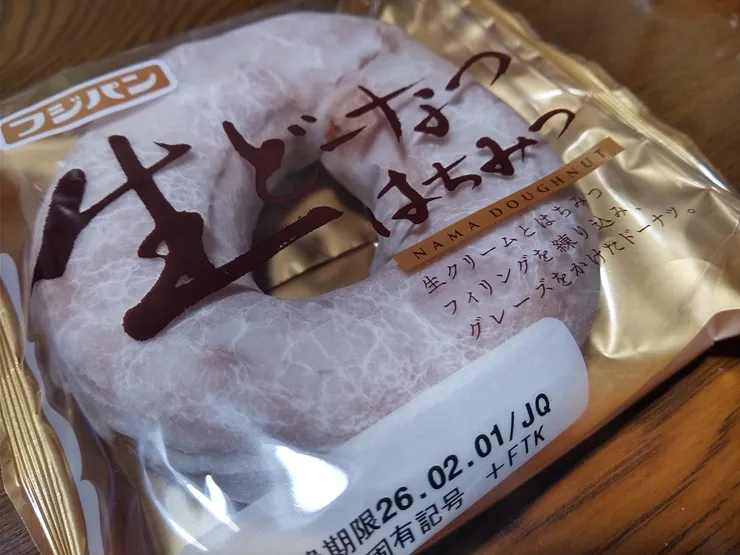 フジパン
生どーなつ
はちみつ
NAMA DOUGHNUT
生クリームとはちみつ
フィリングを練り込み、
グレーズをかけたドーナツ。
期限26.02.01/JQ
固有記号 +FTK